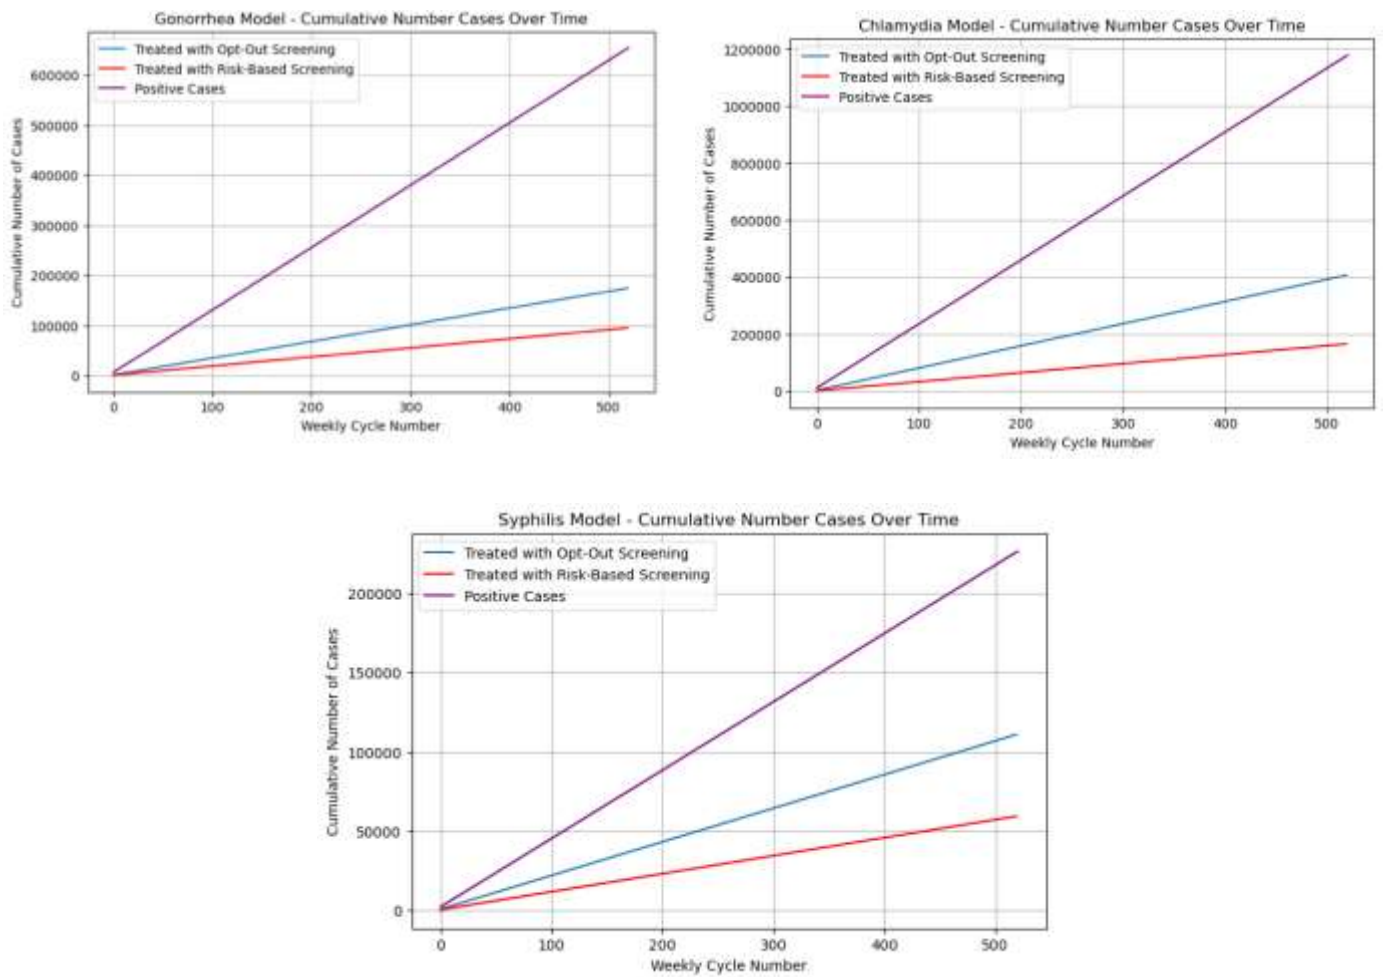 Gonorrhea Model - Cumulative Number Cases Over Time
Treated with Opt-Out Screening
Treated with Risk-Based Screening
Positive Cases
Cumulative Number of Cases
600000
500000
400000
300000
200000
100000
0
0 100 200 300 400 500
Weekly Cycle Number
Chlamydia Model - Cumulative Number Cases Over Time
Treated with Opt-Out Screening
Treated with Risk-Based Screening
Positive Cases
Cumulative Number of Cases
1200000
1000000
800000
600000
400000
200000
0
0 100 200 300 400 500
Weekly Cycle Number
Syphilis Model - Cumulative Number Cases Over Time
Treated with Opt-Out Screening
Treated with Risk-Based Screening
Positive Cases
Cumulative Number of Cases
200000
150000
100000
50000
0
0 100 200 300 400 500
Weekly Cycle Number